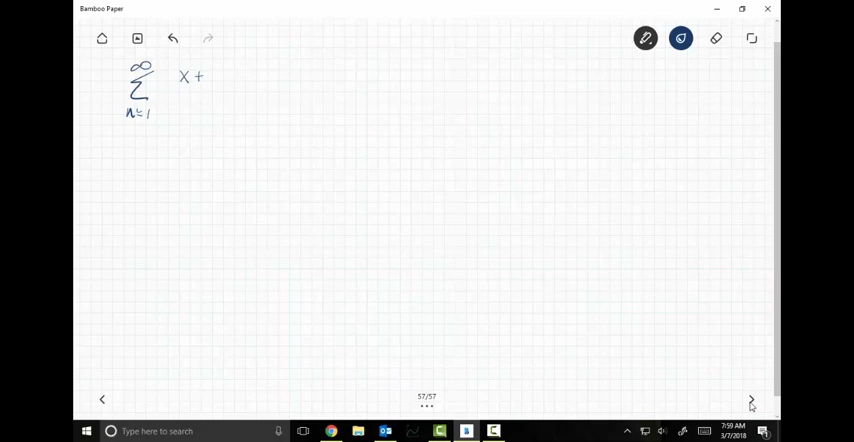 Bamboo Paper
∞
Σ x +
n=1
57/57
Type here to search
7:59 AM
3/7/2018